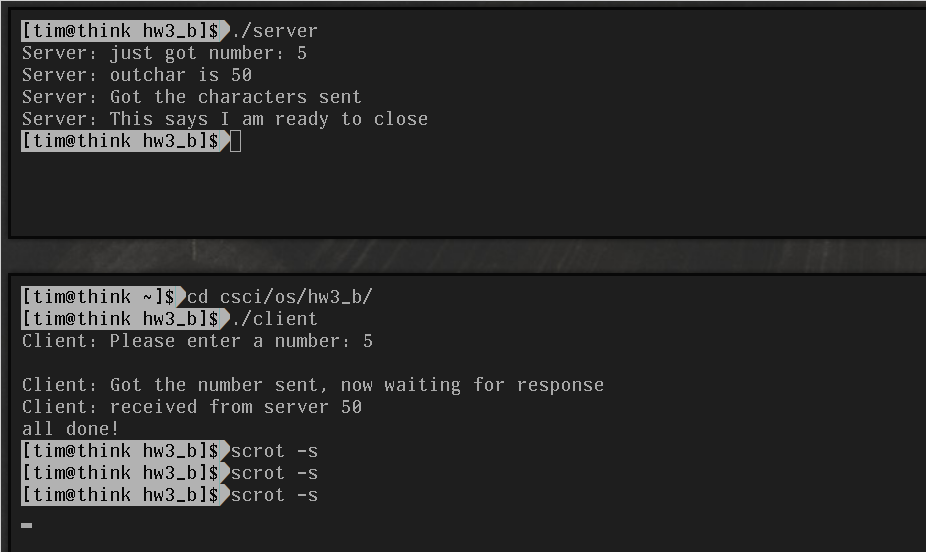 [tim@think hw3_b]$ ./server
Server: just got number: 5
Server: outchar is 50
Server: Got the characters sent
Server: This says I am ready to close
[tim@think hw3_b]$
[tim@think ~]$ cd csci/os/hw3_b/
[tim@think hw3_b]$ ./client
Client: Please enter a number: 5
Client: Got the number sent, now waiting for response
Client: received from server 50
all done!
[tim@think hw3_b]$ scrot -s
[tim@think hw3_b]$ scrot -s
[tim@think hw3_b]$ scrot -s